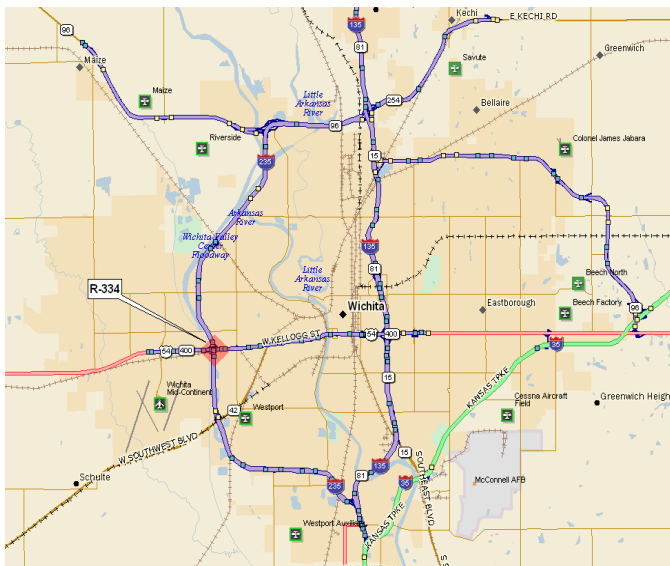 135
81
Kechi
E KECHI RD
96
Maize
Savute
Greenwich
Maize
254
Little
Arkansas
River
Bellaire
96
Riverside
Colonel James Jabara
15
235
Arkansas
River
Wichita-Valley
Center
Floodway
135
81
Little
Arkansas
River
Beech North
R-334
Wichita
Eastborough
96
Beech Factory
W KELLOGG ST
54
400
54
400
35
KANSAS TPKE
15
Wichita
Mid-Continent
42
Westport
Cessna Aircraft
Field
Greenwich Heigh
W SOUTHWEST BLVD
15
SOUTHEAST BLVD
135
81
35
Schulte
235
McConnell AFB
Westport Auxiliary
KANSAS TPKE
S S